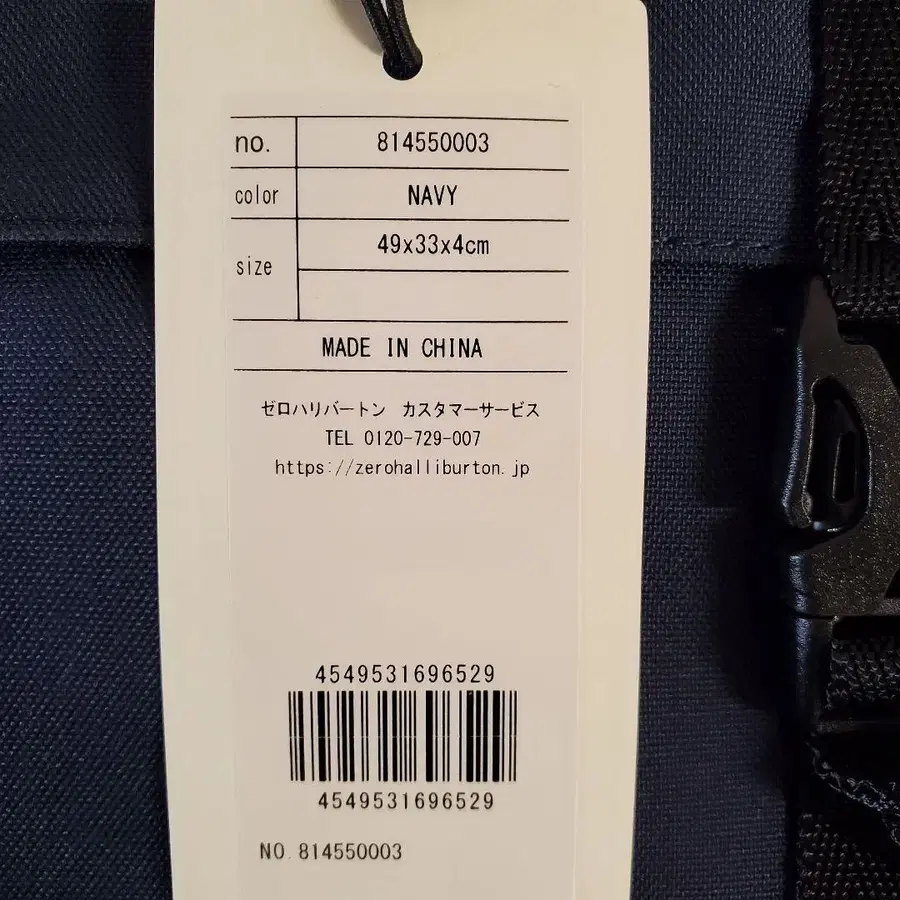 no. 814550003
color NAVY
size 49x33x4cm
MADE IN CHINA
ゼロハリバートン カスタマーサービス
TEL 0120-729-007
https://zerohalliburton.jp
4549531696529
4549531696529
NO. 814550003